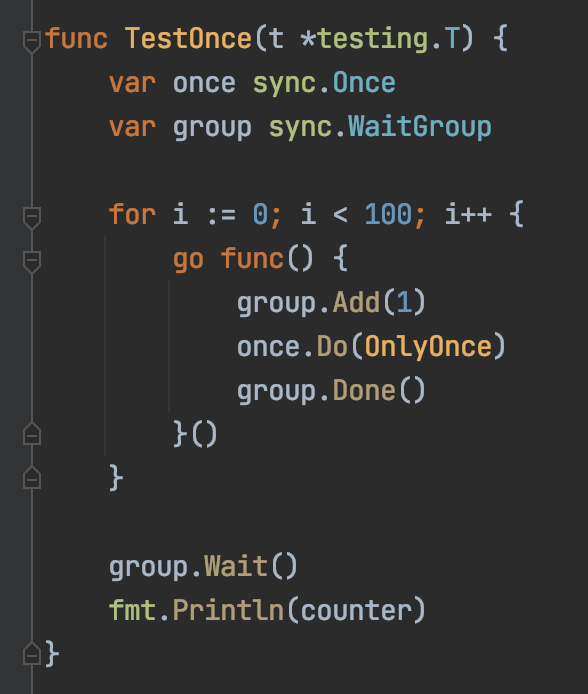 func TestOnce(t *testing.T) {
    var once sync.Once
    var group sync.WaitGroup

    for i := 0; i < 100; i++ {
        go func() {
            group.Add(1)
            once.Do(OnlyOnce)
            group.Done()
        }()
    }

    group.Wait()
    fmt.Println(counter)
}